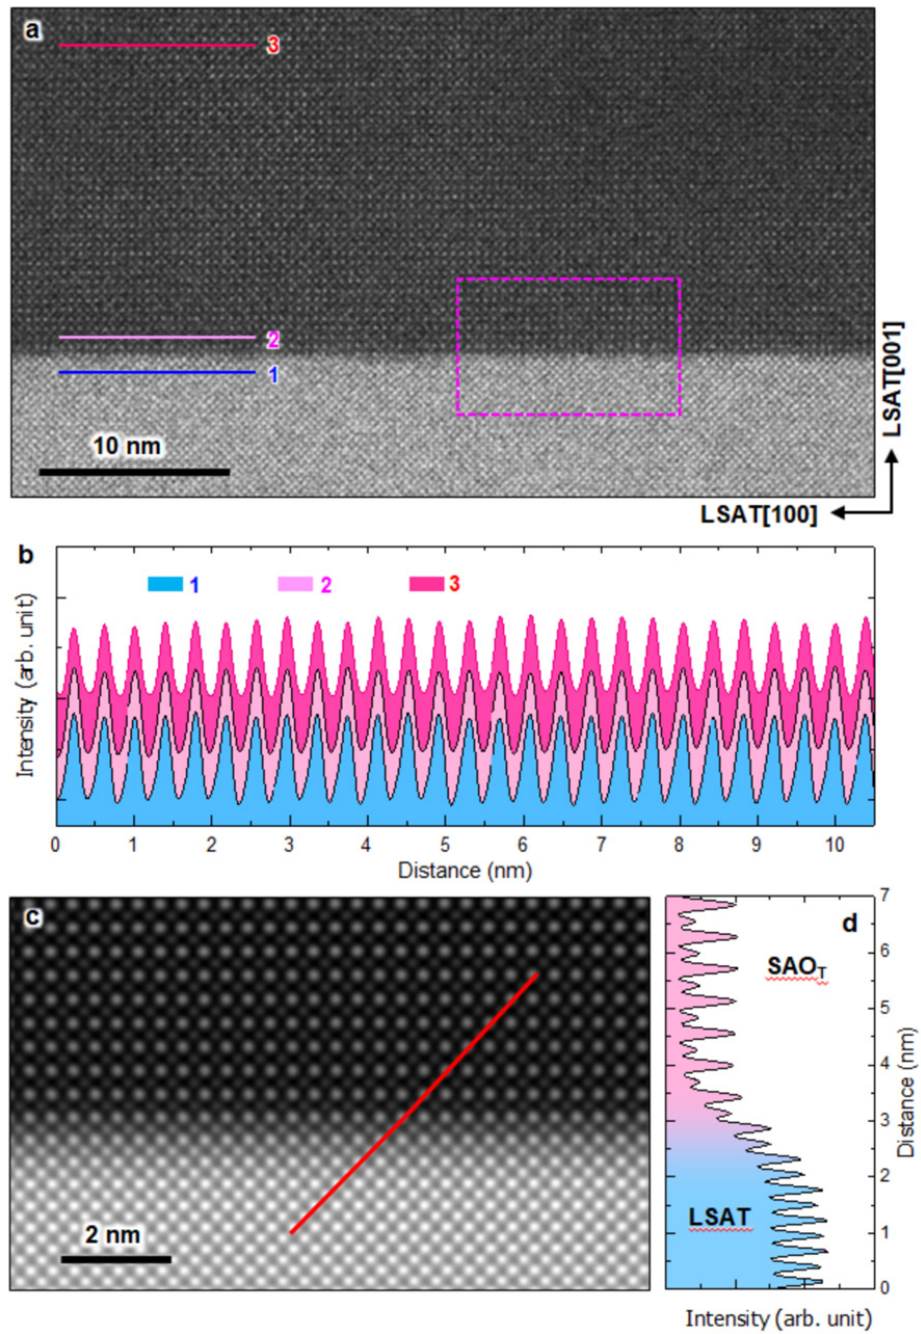 a
3
2
1
10 nm
LSAT[001]
LSAT[100]
b
1
2
3
Intensity (arb. unit)
0 1 2 3 4 5 6 7 8 9 10
Distance (nm)
c
2 nm
d
SAO_T
LSAT
7
6
5
4
3
2
1
0
Distance (nm)
Intensity (arb. unit)